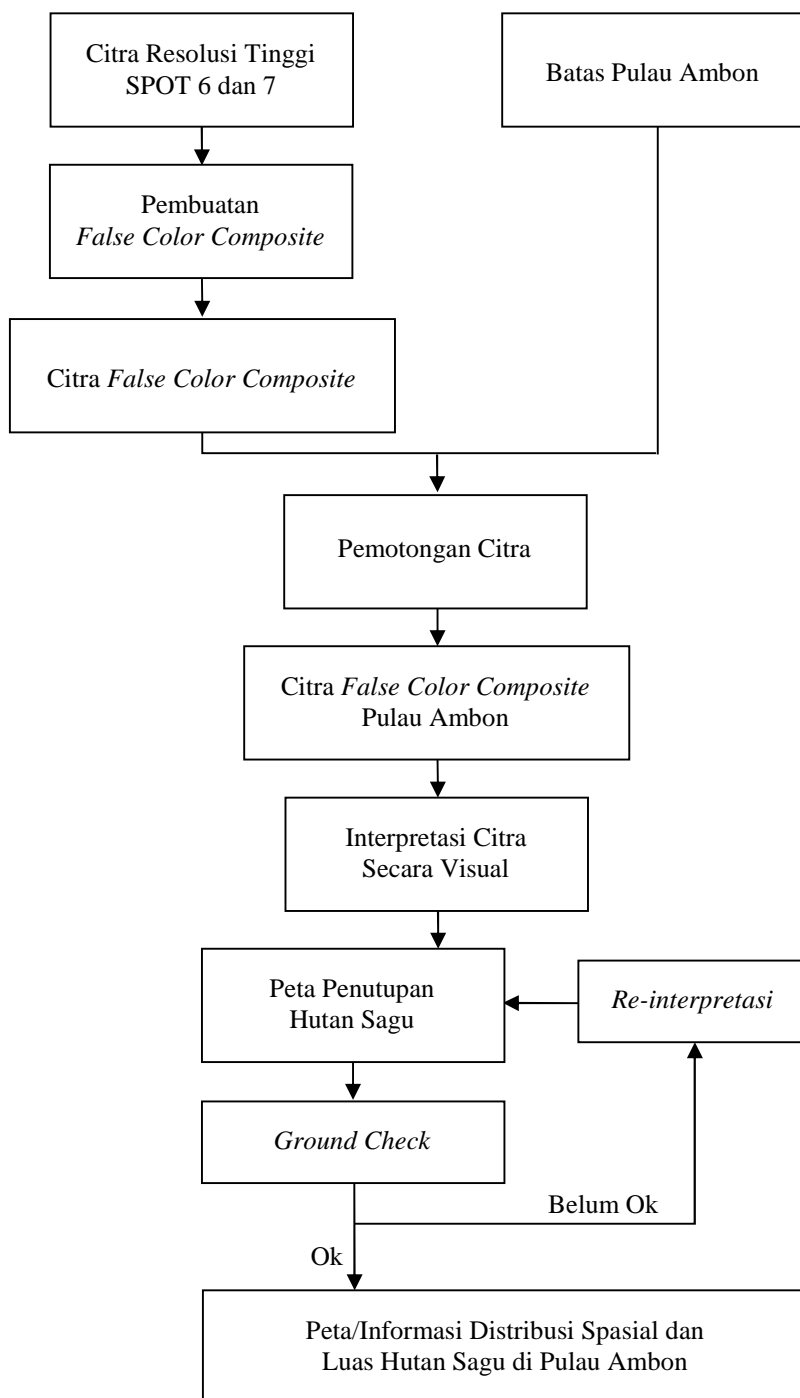 Citra Resolusi Tinggi
SPOT 6 dan 7
Batas Pulau Ambon
Pembuatan
False Color Composite
Citra False Color Composite
Pemotongan Citra
Citra False Color Composite
Pulau Ambon
Interpretasi Citra
Secara Visual
Peta Penutupan
Hutan Sagu
Re-interpretasi
Ground Check
Belum Ok
Ok
Peta/Informasi Distribusi Spasial dan
Luas Hutan Sagu di Pulau Ambon